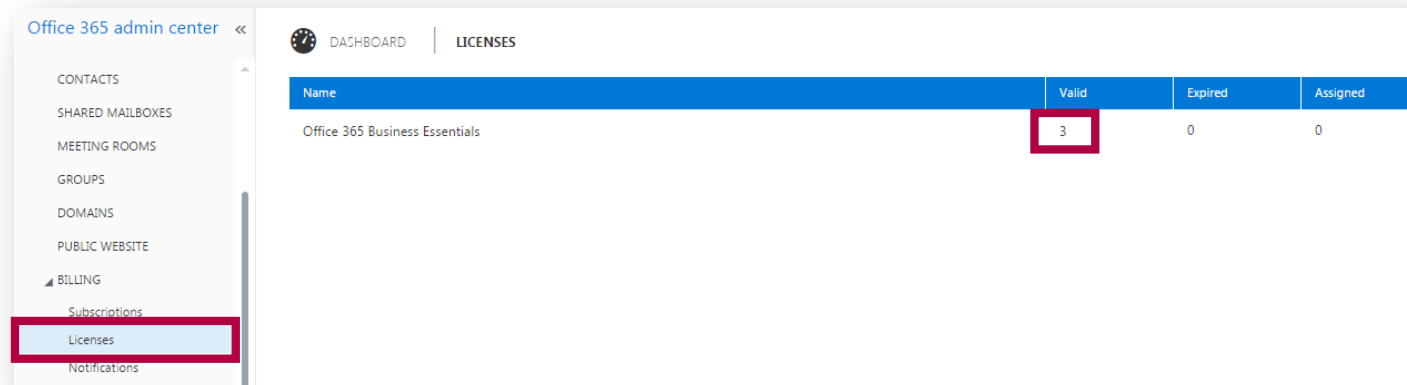 Office 365 admin center «
DASHBOARD LICENSES
CONTACTS
SHARED MAILBOXES
MEETING ROOMS
GROUPS
DOMAINS
PUBLIC WEBSITE
BILLING
Subscriptions
Licenses
Notifications
Name Valid Expired Assigned
Office 365 Business Essentials 3 0 0